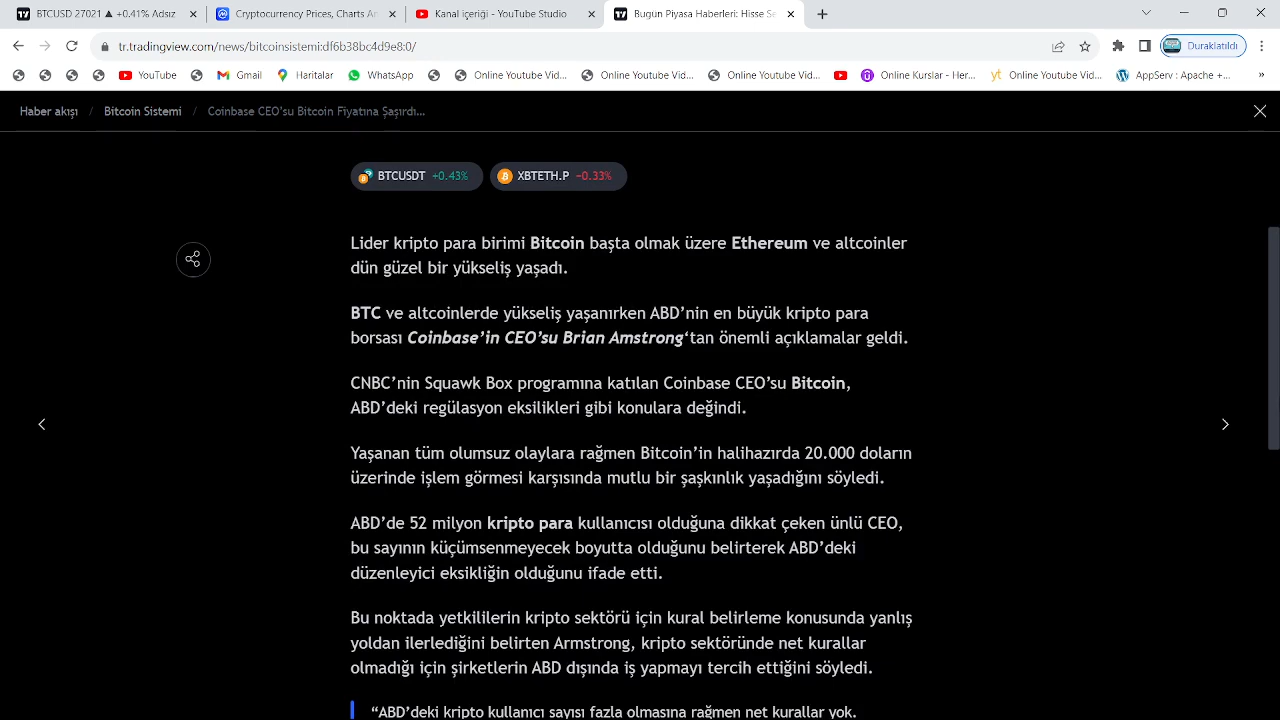 BTCUSD 27021 ▲ +0.41% Adsız
Cryptocurrency Prices, Charts An
Kanal içeriği - YouTube Studio
Bugün Piyasa Haberleri: Hisse Se
tr.tradingview.com/news/bitcoinsistemi:df6b38bc4d9e8:0/
Duraklatıldı
YouTube
Gmail
Haritalar
WhatsApp
Online Youtube Vid...
Online Youtube Vid...
Online Youtube Vid...
Online Kurslar - Her...
yt Online Youtube Vid...
AppServ : Apache +...
»
Haber akışı / Bitcoin Sistemi / Coinbase CEO'su Bitcoin Fiyatına Şaşırdı...
BTCUSDT +0.43%
XBTETH.P −0.33%
Lider kripto para birimi Bitcoin başta olmak üzere Ethereum ve altcoinler
dün güzel bir yükseliş yaşadı.
BTC ve altcoinlerde yükseliş yaşanırken ABD’nin en büyük kripto para
borsası Coinbase’in CEO’su Brian Amstrong‘tan önemli açıklamalar geldi.
CNBC’nin Squawk Box programına katılan Coinbase CEO’su Bitcoin,
ABD’deki regülasyon eksilikleri gibi konulara değindi.
Yaşanan tüm olumsuz olaylara rağmen Bitcoin’in halihazırda 20.000 doların
üzerinde işlem görmesi karşısında mutlu bir şaşkınlık yaşadığını söyledi.
ABD’de 52 milyon kripto para kullanıcısı olduğuna dikkat çeken ünlü CEO,
bu sayının küçümsenmeyecek boyutta olduğunu belirterek ABD’deki
düzenleyici eksikliğin olduğunu ifade etti.
Bu noktada yetkililerin kripto sektörü için kural belirleme konusunda yanlış
yoldan ilerlediğini belirten Armstrong, kripto sektöründe net kurallar
olmadığı için şirketlerin ABD dışında iş yapmayı tercih ettiğini söyledi.
“ABD’deki kripto kullanıcı sayısı fazla olmasına rağmen net kurallar yok.